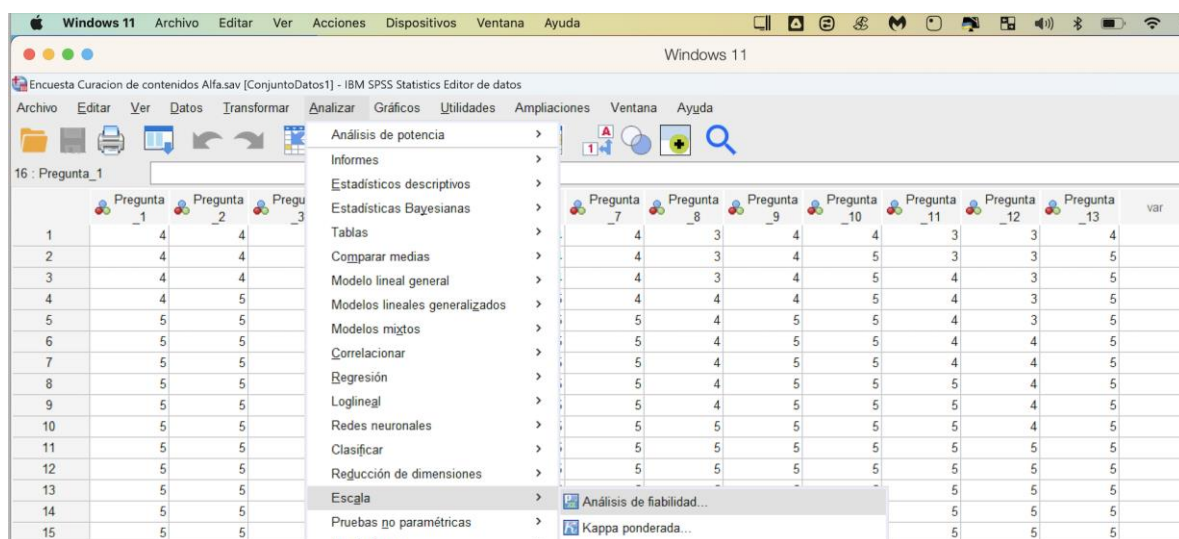 Windows 11 Archivo Editar Ver Acciones Dispositivos Ventana Ayuda
Windows 11
Encuesta Curacion de contenidos Alfa.sav [ConjuntoDatos1] - IBM SPSS Statistics Editor de datos
Archivo Editar Ver Datos Transformar Analizar Gráficos Utilidades Ampliaciones Ventana Ayuda
16 : Pregunta_1
Pregunta_1 Pregunta_2 Pregu_3 Pregunta_7 Pregunta_8 Pregunta_9 Pregunta_10 Pregunta_11 Pregunta_12 Pregunta_13 var
1 4 4 4 3 4 4 3 3 4
2 4 4 4 3 4 5 3 3 5
3 4 4 4 3 4 5 4 3 5
4 4 5 4 4 4 5 4 3 5
5 5 5 5 4 5 5 4 3 5
6 5 5 5 4 5 5 4 4 5
7 5 5 5 4 5 5 4 4 5
8 5 5 5 4 5 5 5 4 5
9 5 5 5 4 5 5 5 4 5
10 5 5 5 5 5 5 5 4 5
11 5 5 5 5 5 5 5 5 5
12 5 5 5 5 5 5 5 5 5
13 5 5 5 5 5
14 5 5 5 5 5
15 5 5 5 5 5
Análisis de potencia
Informes
Estadísticos descriptivos
Estadísticas Bayesianas
Tablas
Comparar medias
Modelo lineal general
Modelos lineales generalizados
Modelos mixtos
Correlacionar
Regresión
Loglineal
Redes neuronales
Clasificar
Reducción de dimensiones
Escala
Pruebas no paramétricas
Análisis de fiabilidad...
Kappa ponderada...